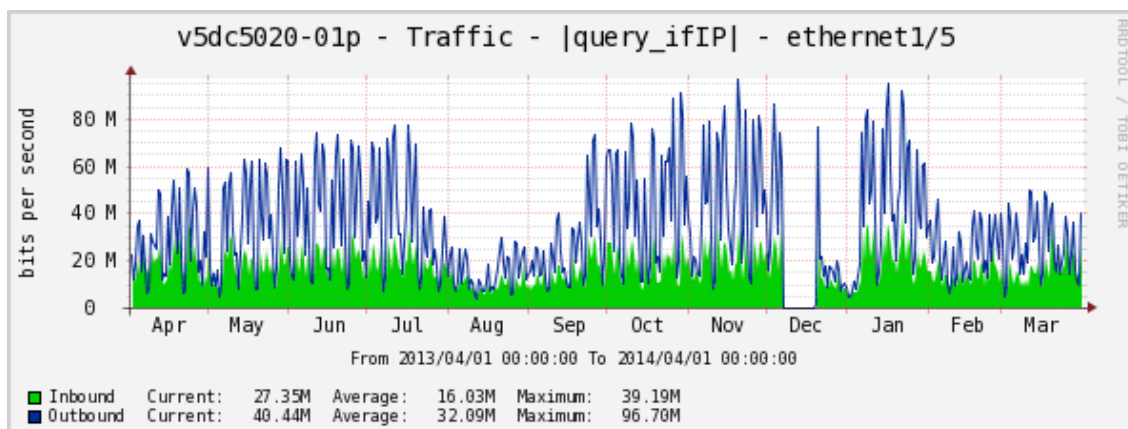 v5dc5020-01p - Traffic - |query_ifIP| - ethernet1/5
RRDTOOL / TOBI OETIKER
bits per second
80 M
60 M
40 M
20 M
0
Apr May Jun Jul Aug Sep Oct Nov Dec Jan Feb Mar
From 2013/04/01 00:00:00 To 2014/04/01 00:00:00
Inbound Current: 27.35M Average: 16.03M Maximum: 39.19M
Outbound Current: 40.44M Average: 32.09M Maximum: 96.70M